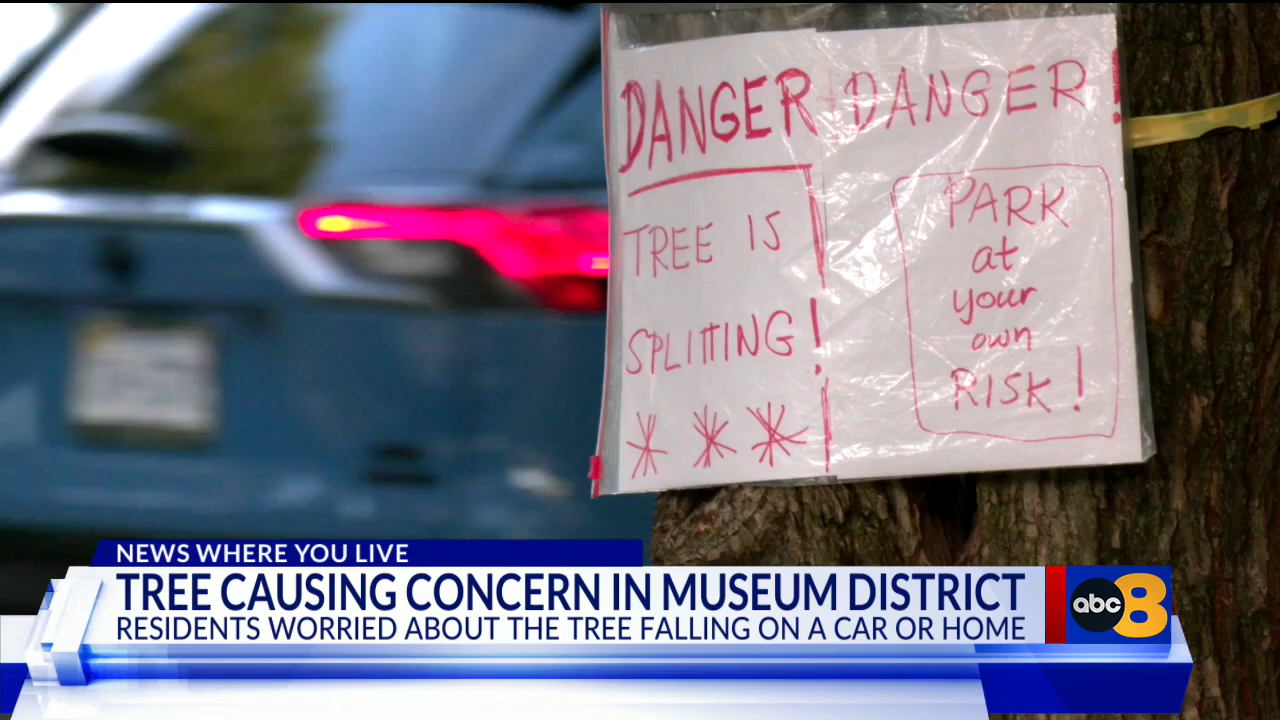 DANGER DANGER!
TREE IS
SPLITTING!
***
PARK
at
your
own
RISK!
NEWS WHERE YOU LIVE
TREE CAUSING CONCERN IN MUSEUM DISTRICT
RESIDENTS WORRIED ABOUT THE TREE FALLING ON A CAR OR HOME
abc 8